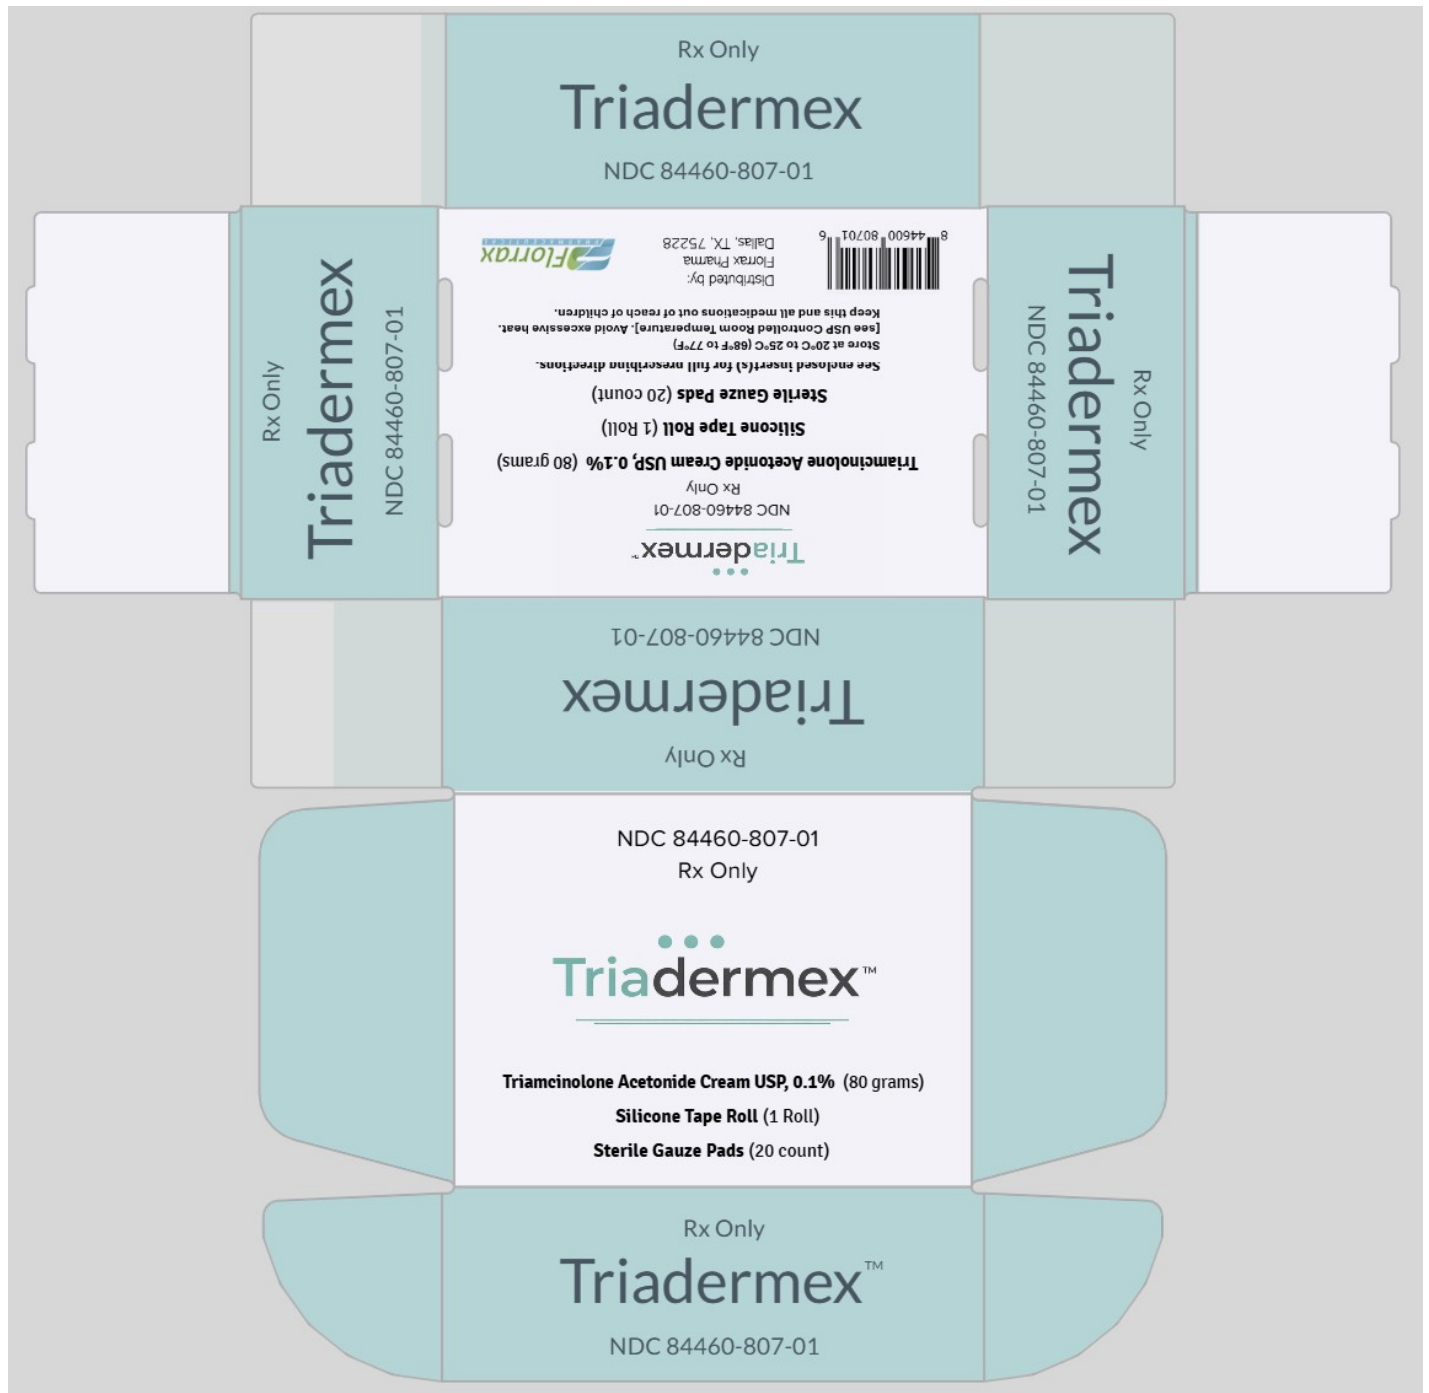 Rx Only
Triadermex
NDC 84460-807-01
Rx Only
Triadermex
NDC 84460-807-01
Triadermex™
NDC 84460-807-01
Rx Only
Triamcinolone Acetonide Cream USP, 0.1% (80 grams)
Silicone Tape Roll (1 Roll)
Sterile Gauze Pads (20 count)
See enclosed insert(s) for full prescribing directions.
Store at 20°C to 25°C (68°F to 77°F)
[see USP Controlled Room Temperature]. Avoid excessive heat.
Keep this and all medications out of reach of children.
8 44600 80701 6
Distributed by:
Florrax Pharma
Dallas, TX, 75228
Florrax
PHARMACEUTICAL
Rx Only
Triadermex
NDC 84460-807-01
Rx Only
Triadermex
NDC 84460-807-01
NDC 84460-807-01
Rx Only
Triadermex™
Triamcinolone Acetonide Cream USP, 0.1% (80 grams)
Silicone Tape Roll (1 Roll)
Sterile Gauze Pads (20 count)
Rx Only
Triadermex™
NDC 84460-807-01